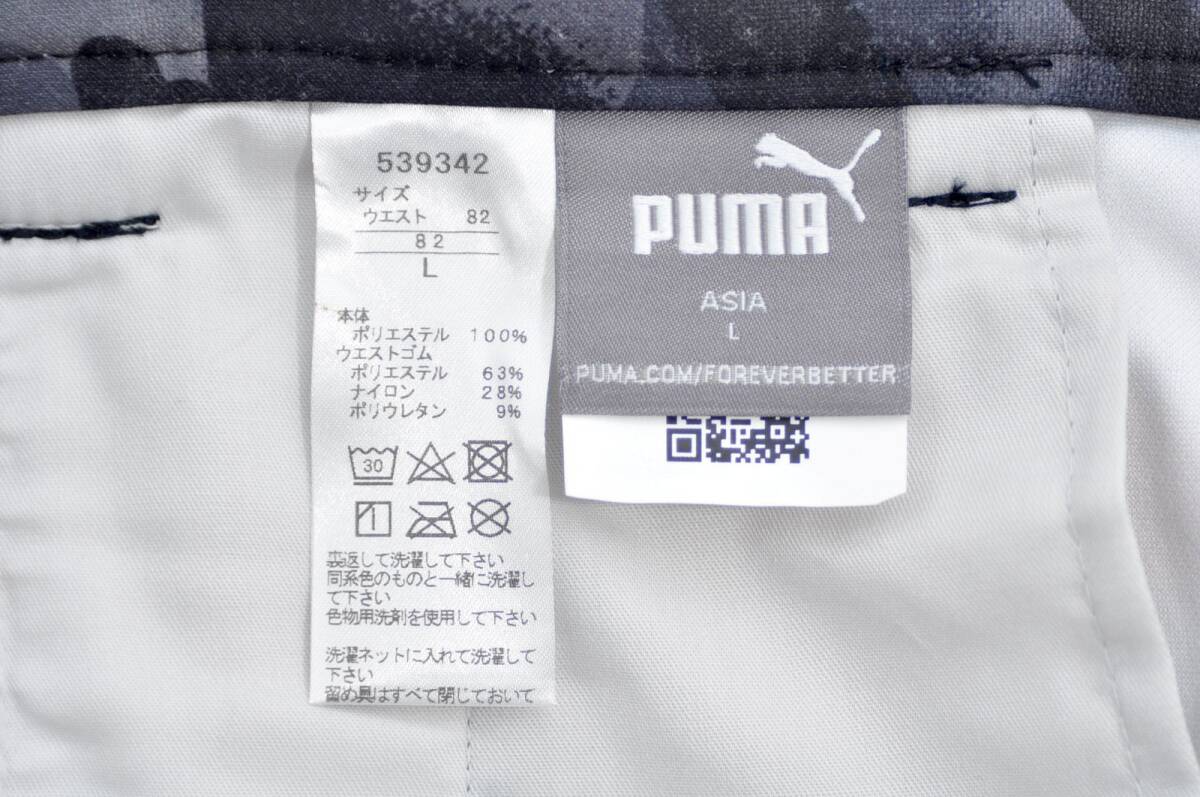 539342
サイズ
ウエスト 82
82
L
本体
ポリエステル 100%
ウエストゴム
ポリエステル 63%
ナイロン 28%
ポリウレタン 9%
30
裏返して洗濯して下さい
同系色のものと一緒に洗濯し
て下さい
色物用洗剤を使用して下さい
洗濯ネットに入れて洗濯して
下さい
留め具はすべて閉じておいて
PUMA
ASIA
L
PUMA.COM/FOREVERBETTER